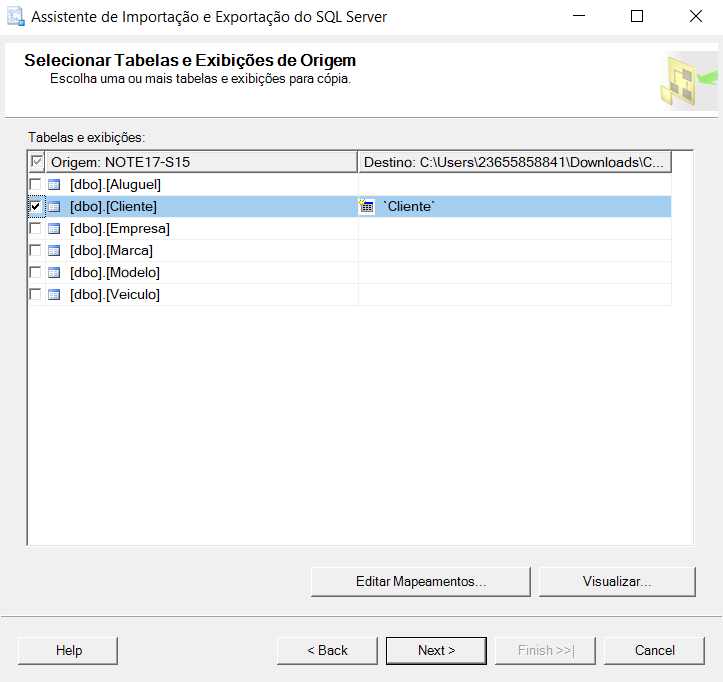 Assistente de Importação e Exportação do SQL Server
Selecionar Tabelas e Exibições de Origem
Escolha uma ou mais tabelas e exibições para cópia.
Tabelas e exibições:
Origem: NOTE17-S15 Destino: C:\Users\23655858841\Downloads\C...
[dbo].[Aluguel]
[dbo].[Cliente] `Cliente`
[dbo].[Empresa]
[dbo].[Marca]
[dbo].[Modelo]
[dbo].[Veiculo]
Editar Mapeamentos... Visualizar...
Help < Back Next > Finish >>| Cancel